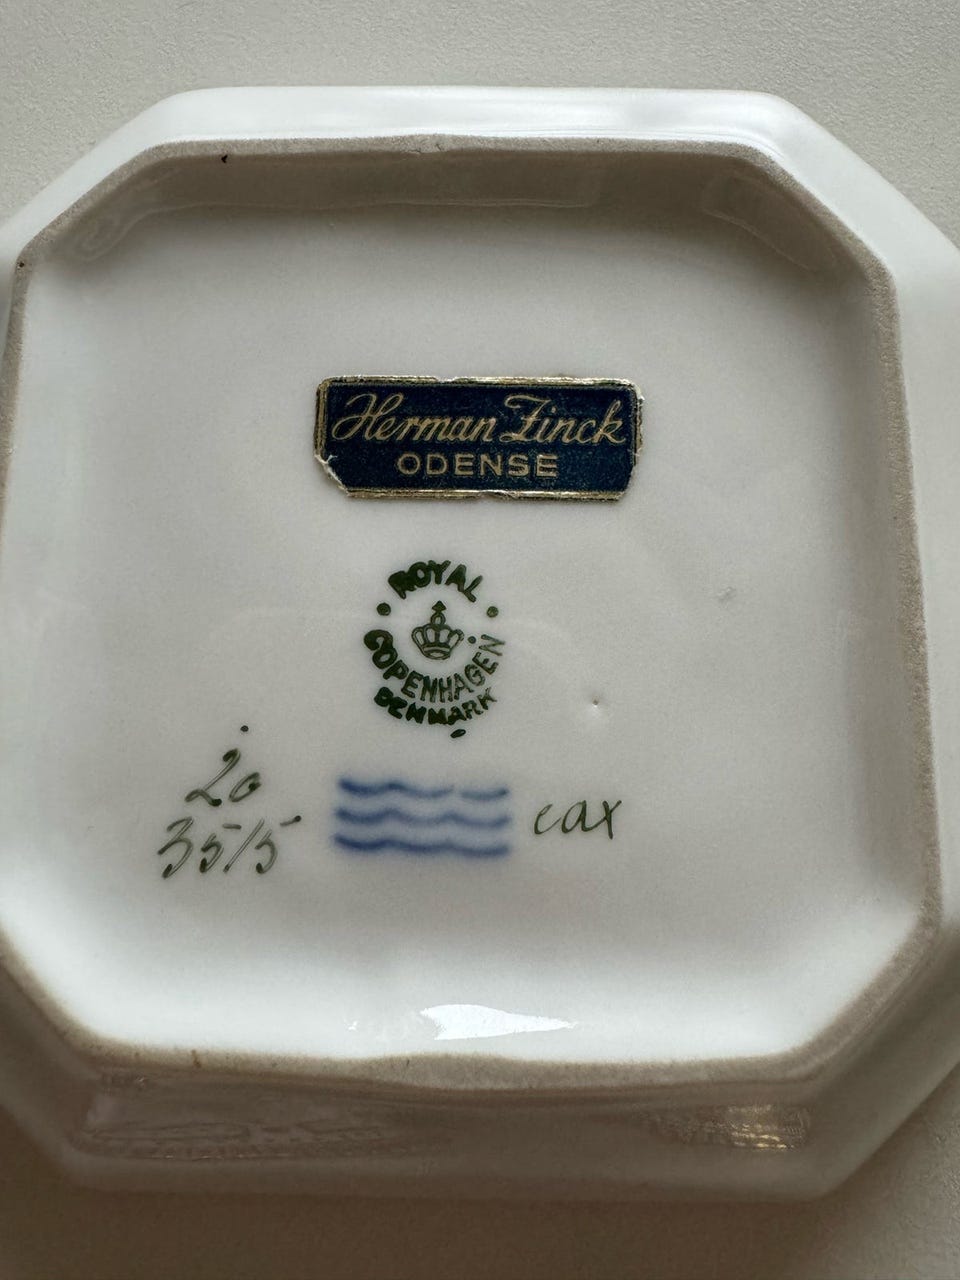 Herman Finck
ODENSE
ROYAL
COPENHAGEN
DENMARK
20
3515
cax